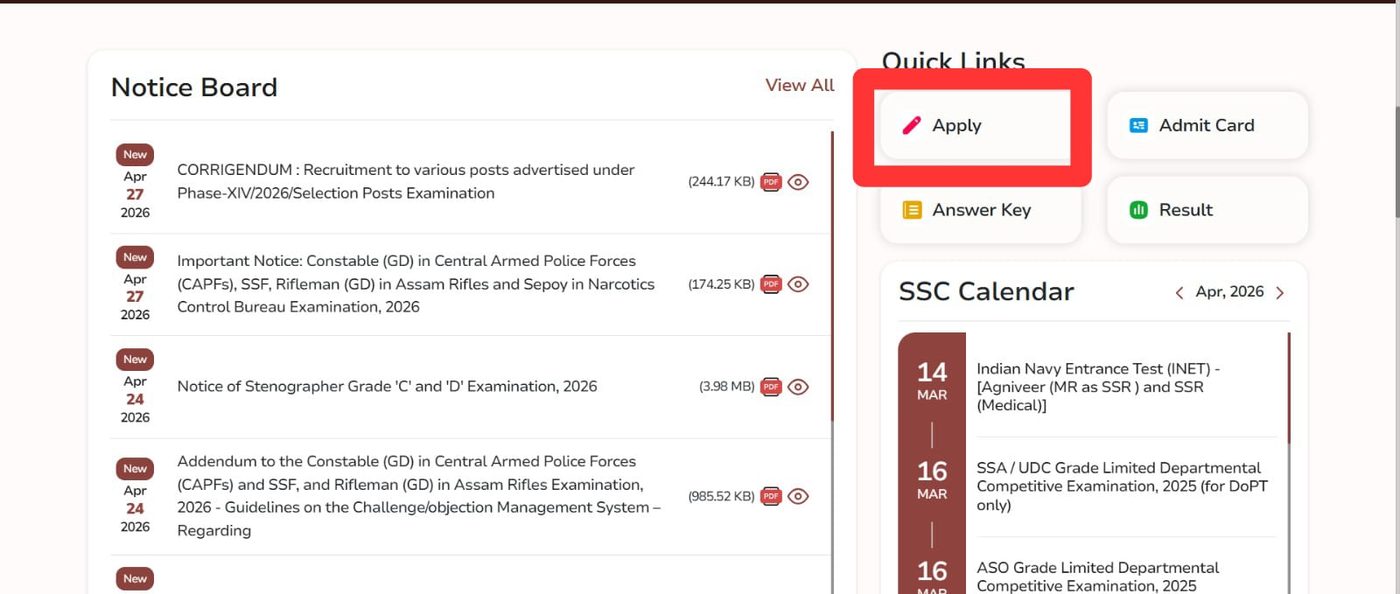 Notice Board
View All
New
Apr
27
2026
CORRIGENDUM : Recruitment to various posts advertised under
Phase-XIV/2026/Selection Posts Examination
(244.17 KB)
PDF
New
Apr
27
2026
Important Notice: Constable (GD) in Central Armed Police Forces
(CAPFs), SSF, Rifleman (GD) in Assam Rifles and Sepoy in Narcotics
Control Bureau Examination, 2026
(174.25 KB)
PDF
New
Apr
24
2026
Notice of Stenographer Grade 'C' and 'D' Examination, 2026
(3.98 MB)
PDF
New
Apr
24
2026
Addendum to the Constable (GD) in Central Armed Police Forces
(CAPFs) and SSF, and Rifleman (GD) in Assam Rifles Examination,
2026 - Guidelines on the Challenge/objection Management System –
Regarding
(985.52 KB)
PDF
New
Quick Links
Apply
Admit Card
Answer Key
Result
SSC Calendar
Apr, 2026
14
MAR
Indian Navy Entrance Test (INET) -
[Agniveer (MR as SSR ) and SSR
(Medical)]
16
MAR
SSA / UDC Grade Limited Departmental
Competitive Examination, 2025 (for DoPT
only)
16
MAR
ASO Grade Limited Departmental
Competitive Examination, 2025